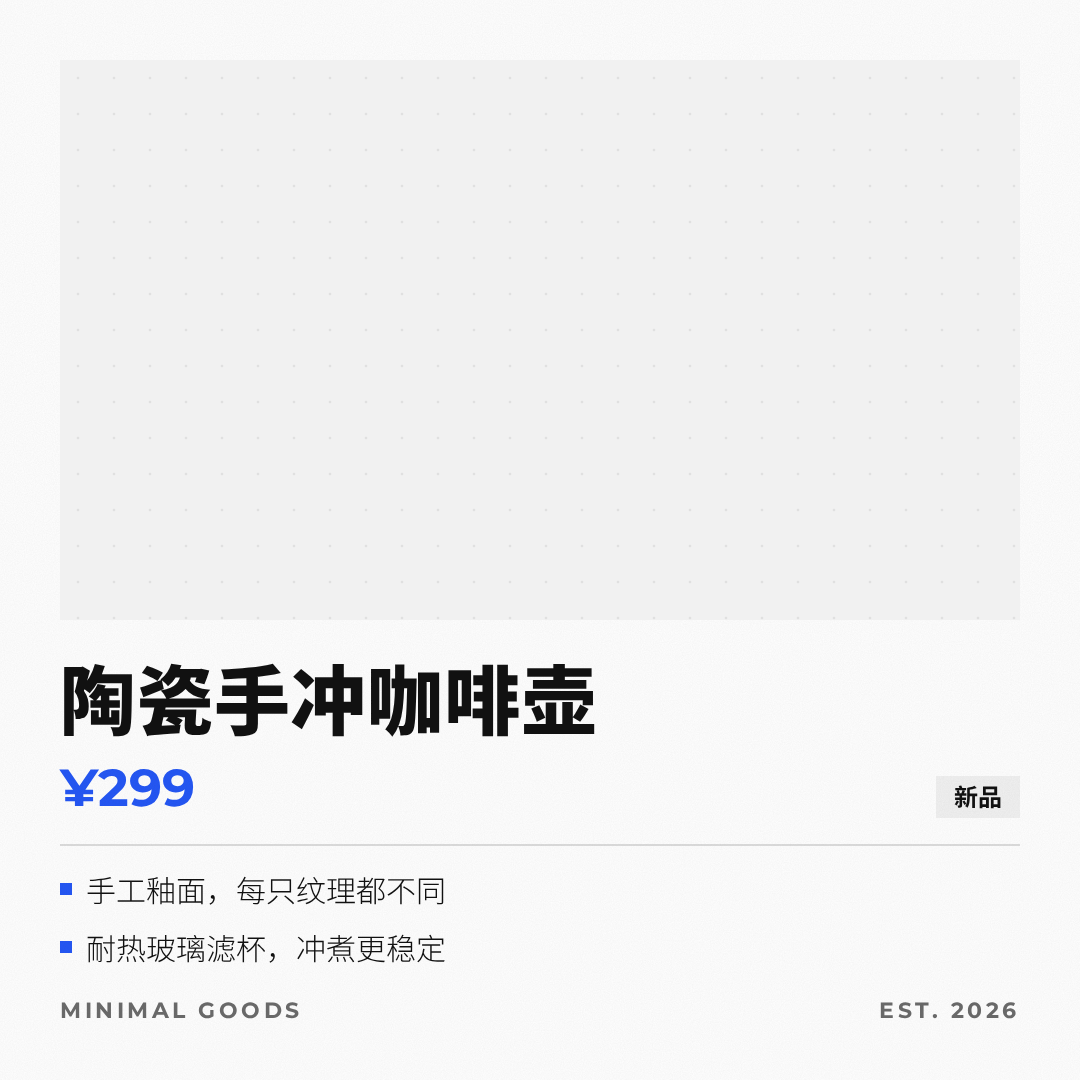 陶瓷手冲咖啡壶
¥299
新品
手工釉面，每只纹理都不同
耐热玻璃滤杯，冲煮更稳定
MINIMAL GOODS
EST. 2026